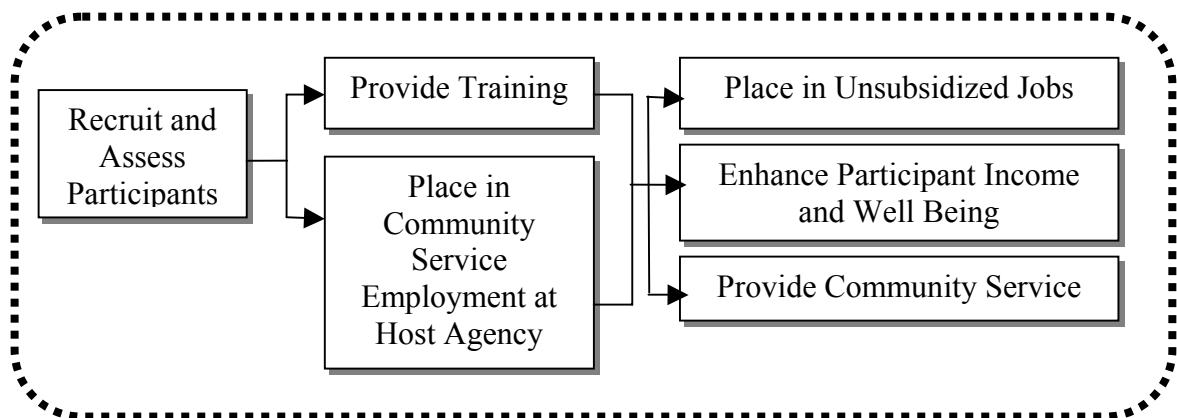 Recruit and
Assess
Participants
Provide Training
Place in
Community
Service
Employment at
Host Agency
Place in Unsubsidized Jobs
Enhance Participant Income
and Well Being
Provide Community Service